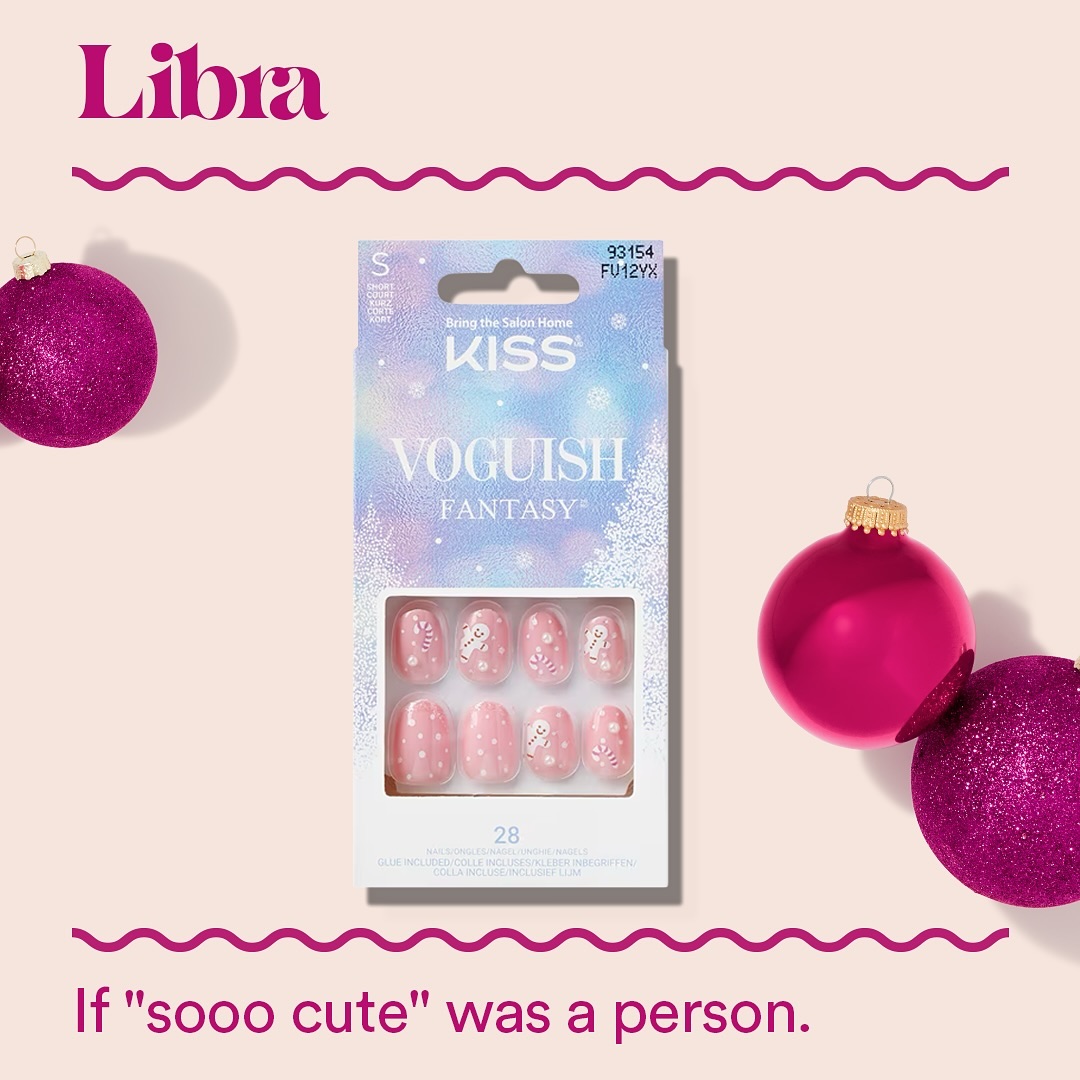 Libra
93154
FV12YX
S
SHORT
COURT
KURZ
CORTE
KORT
Bring the Salon Home
KISS
VOGUISH
FANTASY
28
NAILS/ONGLES/NAGEL/UNGHIE/NAGELS
GLUE INCLUDED/COLLE INCLUSES/KLEBER INBEGRIFFEN/
COLLA INCLUSE/INCLUSIEF LIJM
If "sooo cute" was a person.